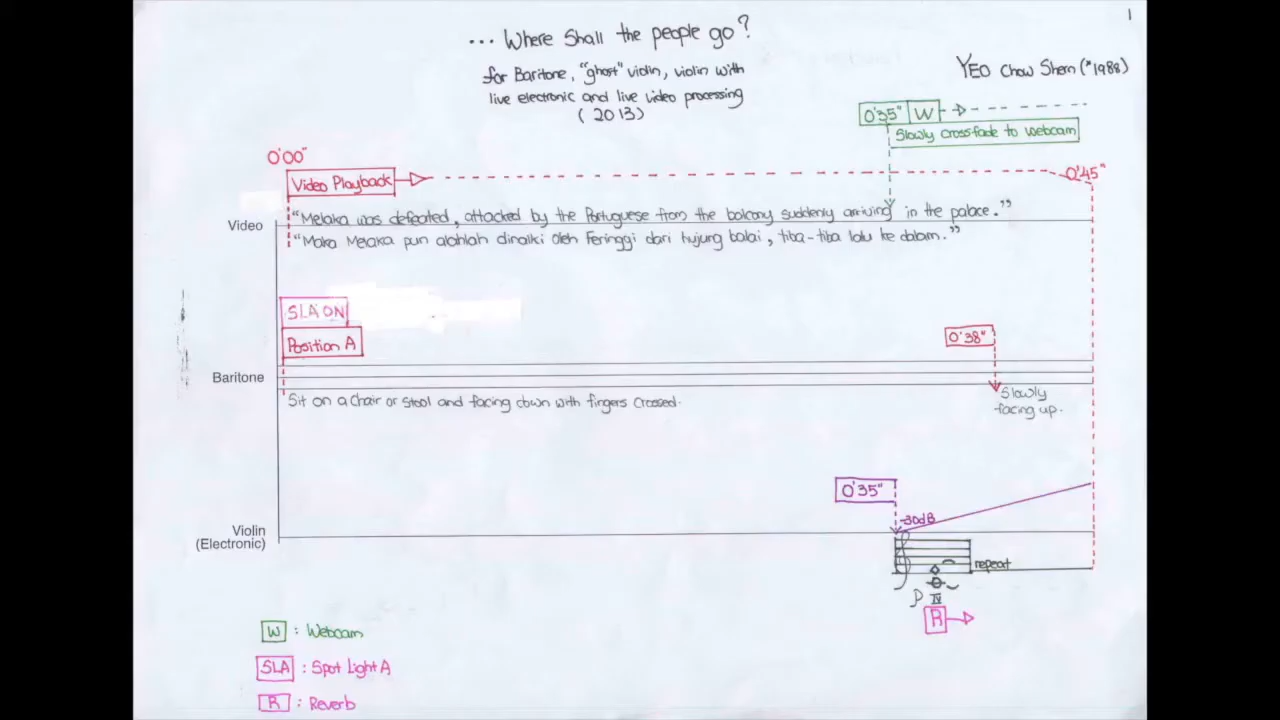 1
... Where Shall the people go?
for Baritone, "ghost" violin, violin with
live electronic and live video processing
(2013)
YEO Chow Shern (*1988)
0'35" W
Slowly crossfade to webcam
0'00"
Video Playback
0'45"
"Melaka was defeated, attacked by the Portuguese from the balcony suddenly arriving in the palace."
Video
"Maka Melaka pun alahlah dinaiki oleh Feringgi dari hujung balai, tiba-tiba lalu ke dalam."
SLA ON
Position A
0'38"
Baritone
Sit on a chair or stool and facing down with fingers crossed.
Slowly
facing up.
0'35"
-30dB
Violin
(Electronic)
repeat
p IV
R
W : Webcam
SLA : Spot Light A
R : Reverb